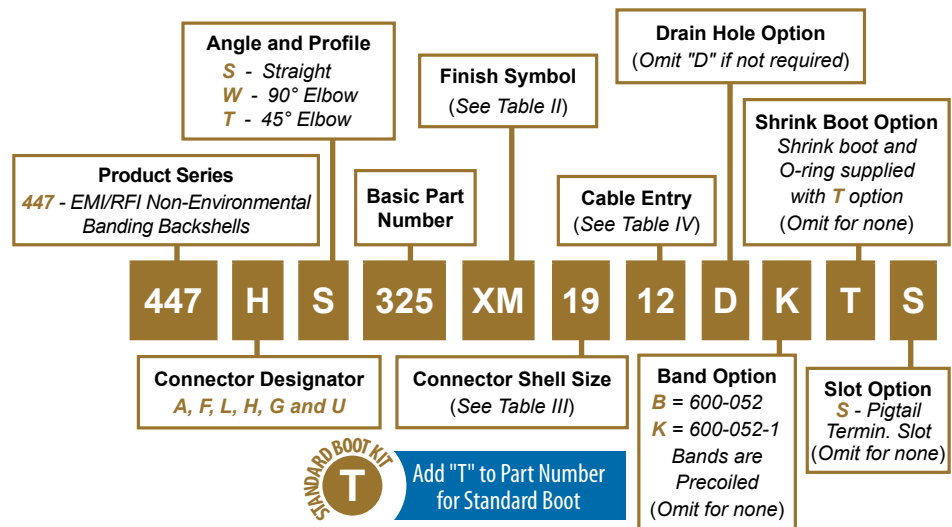 Angle and Profile
S - Straight
W - 90° Elbow
T - 45° Elbow
Finish Symbol
(See Table II)
Drain Hole Option
(Omit "D" if not required)
Product Series
447 - EMI/RFI Non-Environmental
Banding Backshells
Basic Part
Number
Cable Entry
(See Table IV)
Shrink Boot Option
Shrink boot and
O-ring supplied
with T option
(Omit for none)
447 H S 325 XM 19 12 D K T S
Connector Designator
A, F, L, H, G and U
Connector Shell Size
(See Table III)
Band Option
B = 600-052
K = 600-052-1
Bands are
Precoiled
(Omit for none)
Slot Option
S - Pigtail
Termin. Slot
(Omit for none)
STANDARD BOOT KIT
T
Add "T" to Part Number
for Standard Boot